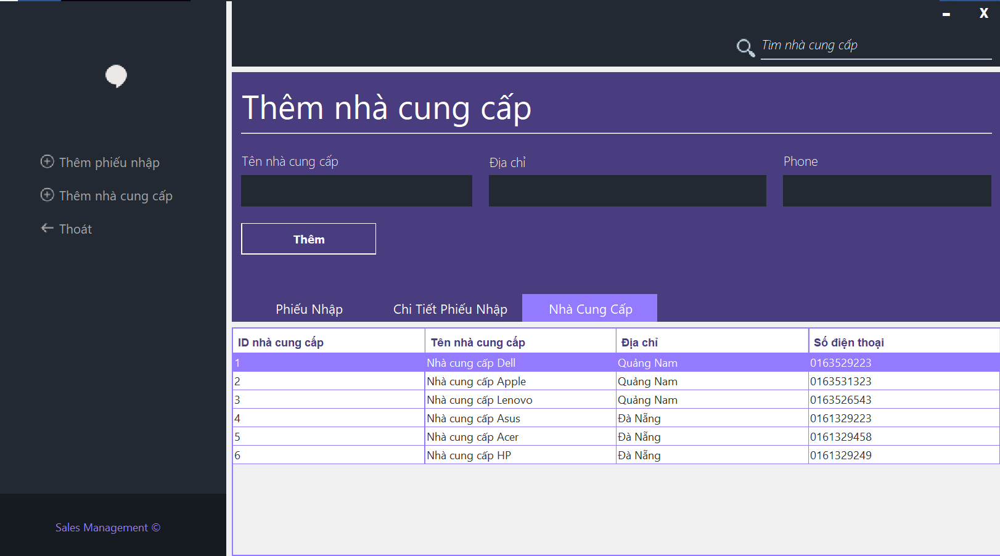 - X
Tìm nhà cung cấp
Thêm phiếu nhập
Thêm nhà cung cấp
Thoát
Sales Management ©
Thêm nhà cung cấp
Tên nhà cung cấp Địa chỉ Phone
Thêm
Phiếu Nhập Chi Tiết Phiếu Nhập Nhà Cung Cấp
ID nhà cung cấp Tên nhà cung cấp Địa chỉ Số điện thoại
1 Nhà cung cấp Dell Quảng Nam 0163529223
2 Nhà cung cấp Apple Quảng Nam 0163531323
3 Nhà cung cấp Lenovo Quảng Nam 0163526543
4 Nhà cung cấp Asus Đà Nẵng 0161329223
5 Nhà cung cấp Acer Đà Nẵng 0161329458
6 Nhà cung cấp HP Đà Nẵng 0161329249